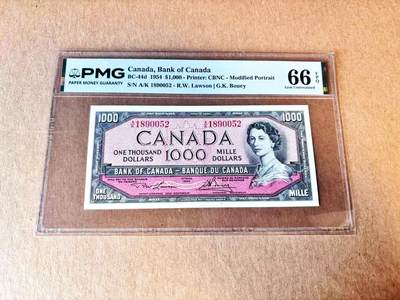 PMG
PAPER MONEY GUARANTY
Canada, Bank of Canada
BC-44d 1954 $1,000 - Printer: CBNC - Modified Portrait
S/N A/K 1890052 - R.W. Lawson | G.K. Bouey
66 EPQ
Gem Uncirculated
1000
1000
A/K 1890052
A/K 1890052
CANADA
ONE THOUSAND
DOLLARS
1000
MILLE
DOLLARS
BANK OF CANADA - BANQUE DU CANADA
ONE
THOUSAND
MILLE